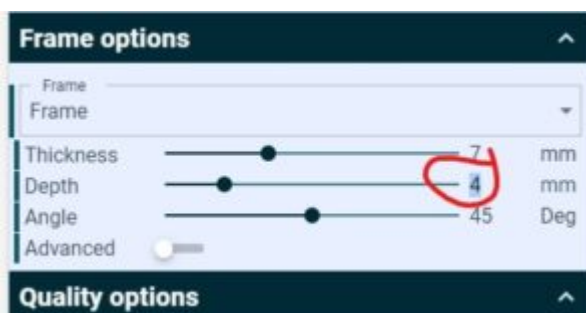 Frame options
Frame
Frame
Thickness 7 mm
Depth 4 mm
Angle 45 Deg
Advanced
Quality options